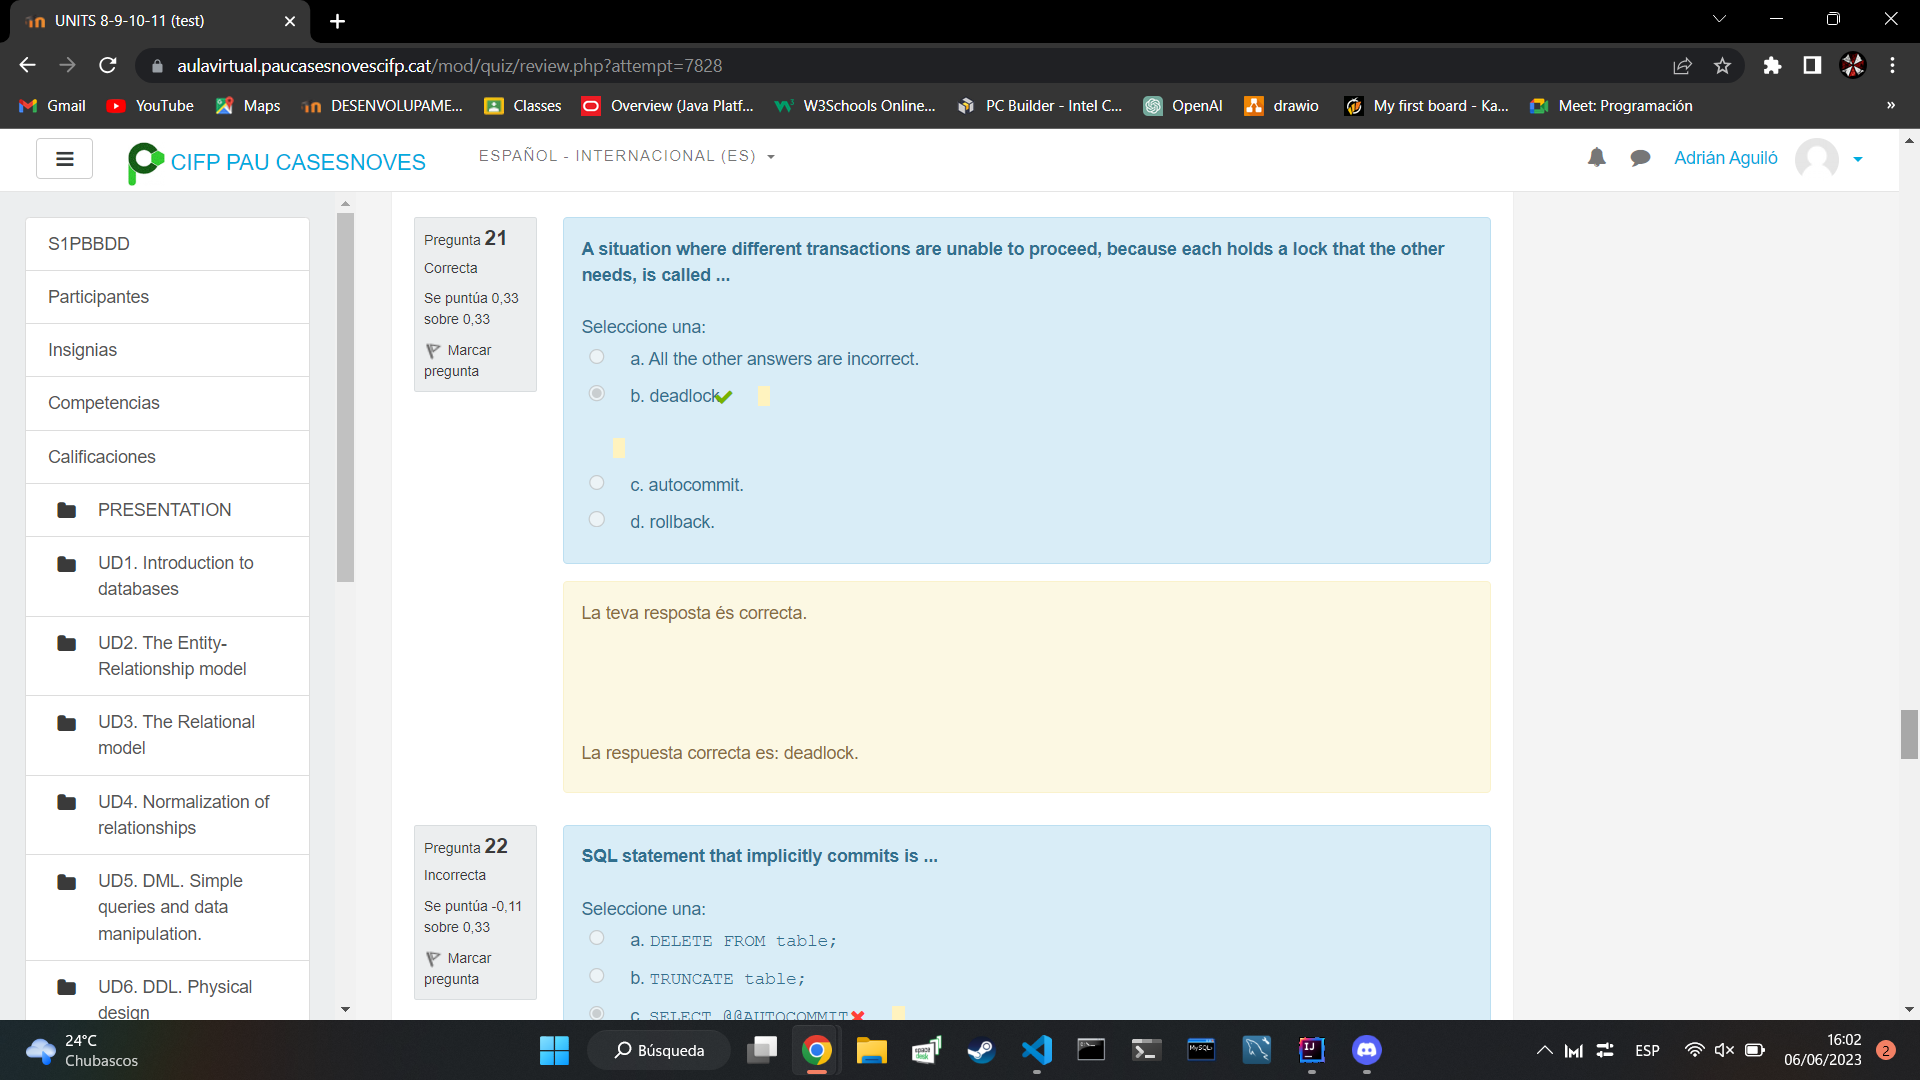 UNITS 8-9-10-11 (test)
aulavirtual.paucasesnovescifp.cat/mod/quiz/review.php?attempt=7828
Gmail
YouTube
Maps
DESENVOLUPAME...
Classes
Overview (Java Platf...
W3Schools Online...
PC Builder - Intel C...
OpenAI
drawio
My first board - Ka...
Meet: Programación
»
CIFP PAU CASESNOVES
ESPAÑOL - INTERNACIONAL (ES)
Adrián Aguiló
S1PBBDD
Participantes
Insignias
Competencias
Calificaciones
PRESENTATION
UD1. Introduction to
databases
UD2. The Entity-
Relationship model
UD3. The Relational
model
UD4. Normalization of
relationships
UD5. DML. Simple
queries and data
manipulation.
UD6. DDL. Physical
design
Pregunta 21
Correcta
Se puntúa 0,33
sobre 0,33
Marcar
pregunta
A situation where different transactions are unable to proceed, because each holds a lock that the other
needs, is called ...
Seleccione una:
a. All the other answers are incorrect.
b. deadlock
c. autocommit.
d. rollback.
La teva resposta és correcta.
La respuesta correcta es: deadlock.
Pregunta 22
Incorrecta
Se puntúa -0,11
sobre 0,33
Marcar
pregunta
SQL statement that implicitly commits is ...
Seleccione una:
a. DELETE FROM table;
b. TRUNCATE table;
c. SELECT @@AUTOCOMMIT
24°C
Chubascos
Búsqueda
ESP
16:02
06/06/2023
2